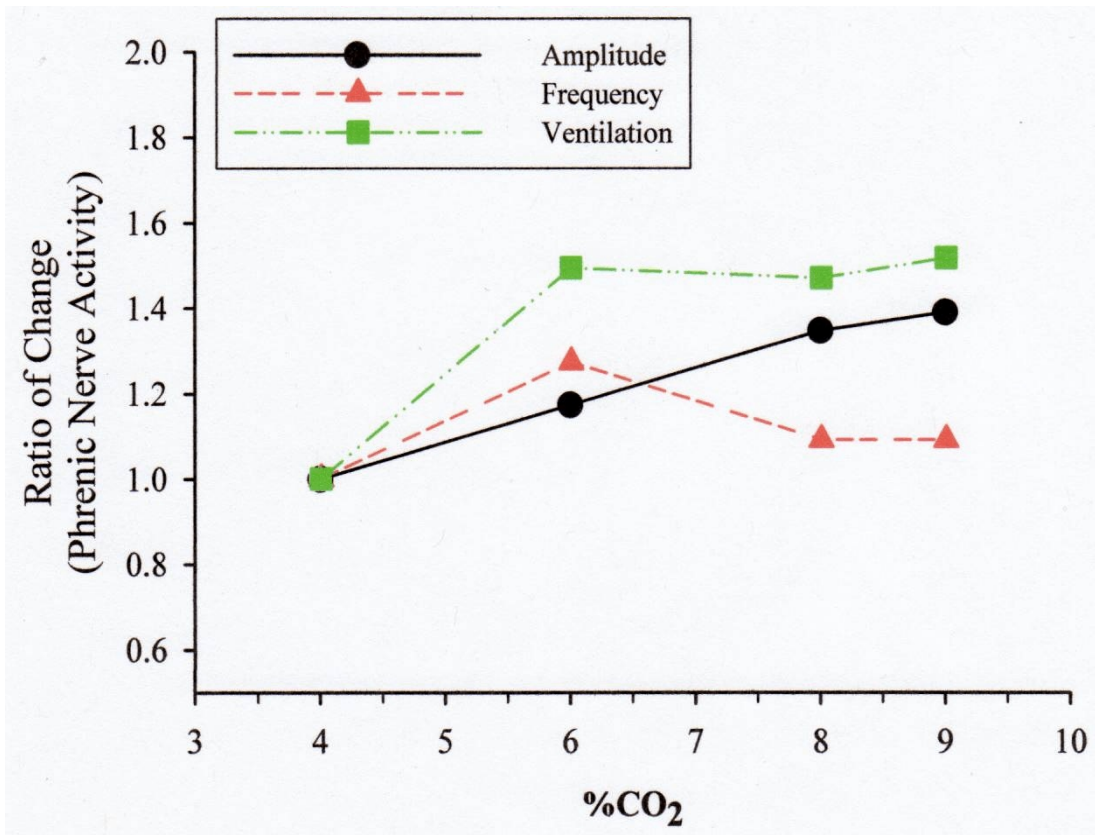 2.0
Amplitude
Frequency
1.8
Ventilation
1.6
1.4
1.2
1.0
0.8
0.6
Ratio of Change
(Phrenic Nerve Activity)
3 4 5 6 7 8 9 10
%CO2